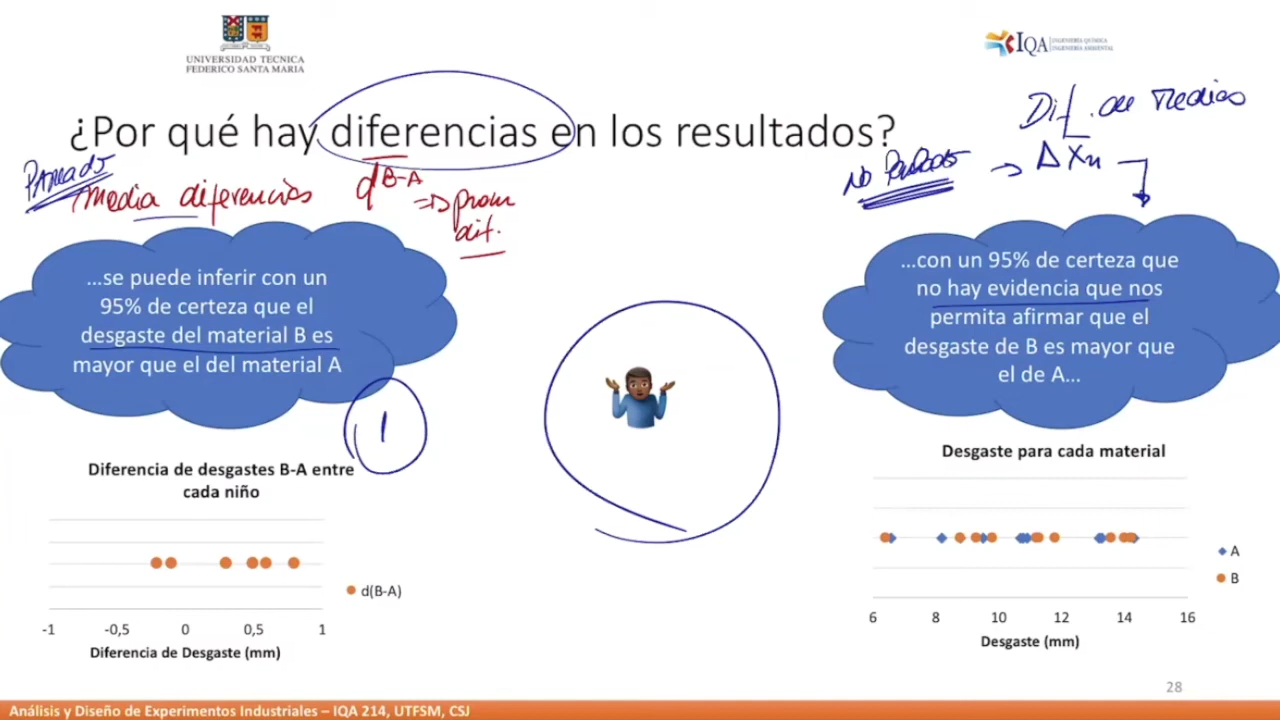 UNIVERSIDAD TECNICA
FEDERICO SANTA MARIA
IQA INGENIERÍA QUÍMICA
INGENIERÍA AMBIENTAL
Dif. de Medias
¿Por qué hay diferencias en los resultados?
PAREADO
Media diferencias
d B-A
=> prom
dif.
NO PAREADO → Δ X
...se puede inferir con un
95% de certeza que el
desgaste del material B es
mayor que el del material A
1
...con un 95% de certeza que
no hay evidencia que nos
permita afirmar que el
desgaste de B es mayor que
el de A...
Diferencia de desgastes B-A entre
cada niño
d(B-A)
-1 -0,5 0 0,5 1
Diferencia de Desgaste (mm)
Desgaste para cada material
A
B
6 8 10 12 14 16
Desgaste (mm)
28
Análisis y Diseño de Experimentos Industriales – IQA 214, UTFSM, CSJ